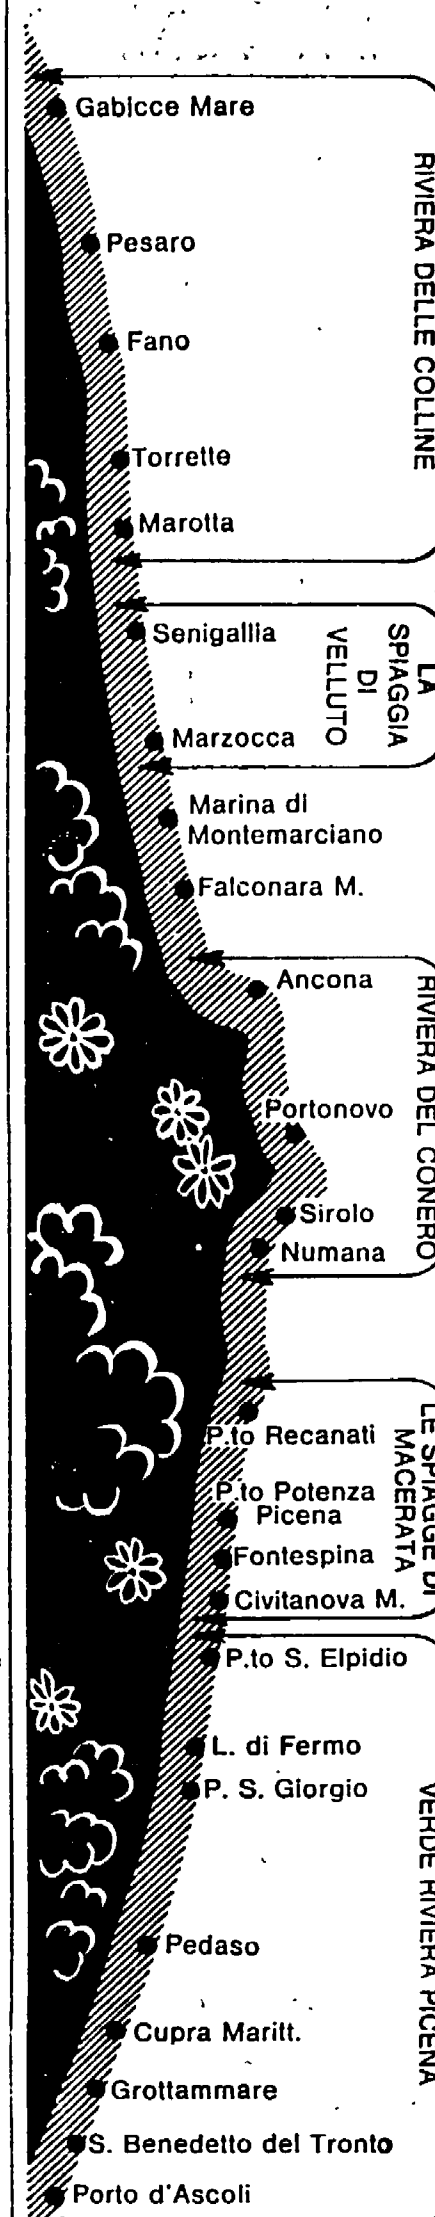 Gabicce Mare
Pesaro
Fano
Torrette
Marotta
RIVIERA DELLE COLLINE
Senigallia
Marzocca
LA
SPIAGGIA
DI
VELLUTO
Marina di
Montemarciano
Falconara M.
Ancona
Portonovo
Sirolo
Numana
RIVIERA DEL CONERO
P.to Recanati
P.to Potenza
Picena
Fontespina
Civitanova M.
LE SPIAGGE DI
MACERATA
P.to S. Elpidio
L. di Fermo
P. S. Giorgio
Pedaso
Cupra Maritt.
Grottammare
S. Benedetto del Tronto
Porto d'Ascoli
VERDE RIVIERA PICENA